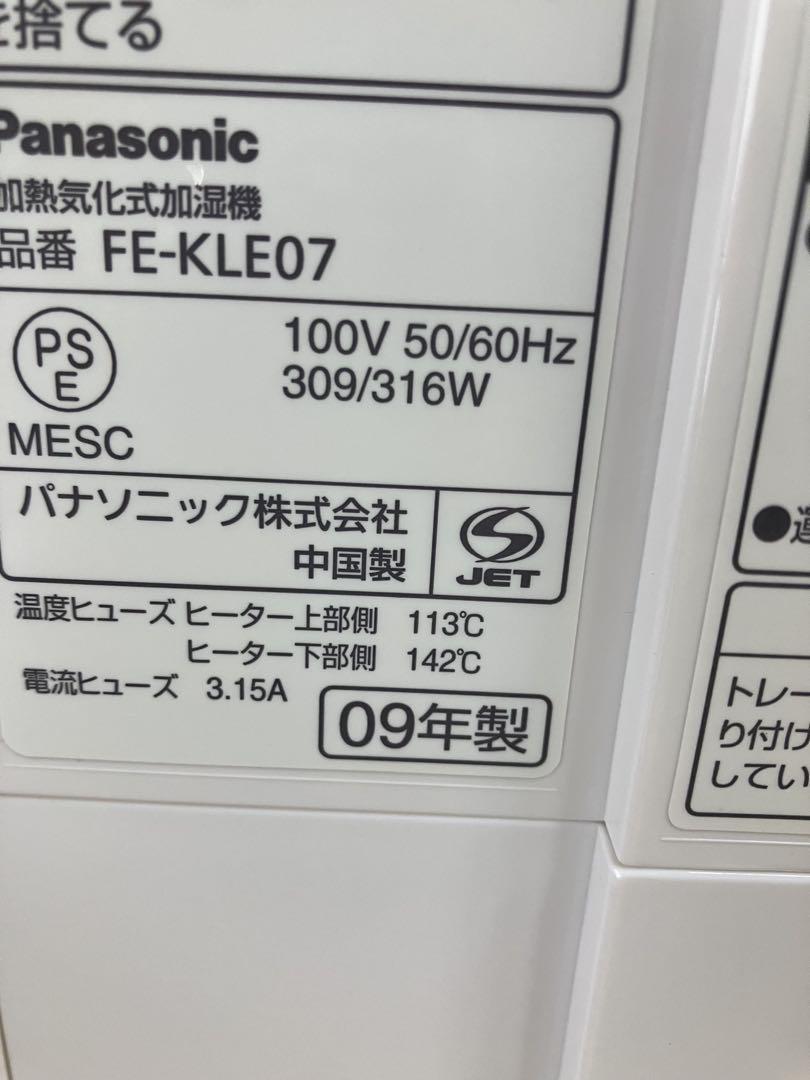 を捨てる
Panasonic
加熱気化式加湿機
品番 FE-KLE07
PS
E
100V 50/60Hz
309/316W
MESC
パナソニック株式会社
中国製
JET
温度ヒューズ ヒーター上部側 113℃
ヒーター下部側 142℃
電流ヒューズ 3.15A
09年製
●運
トレー
り付け
してい